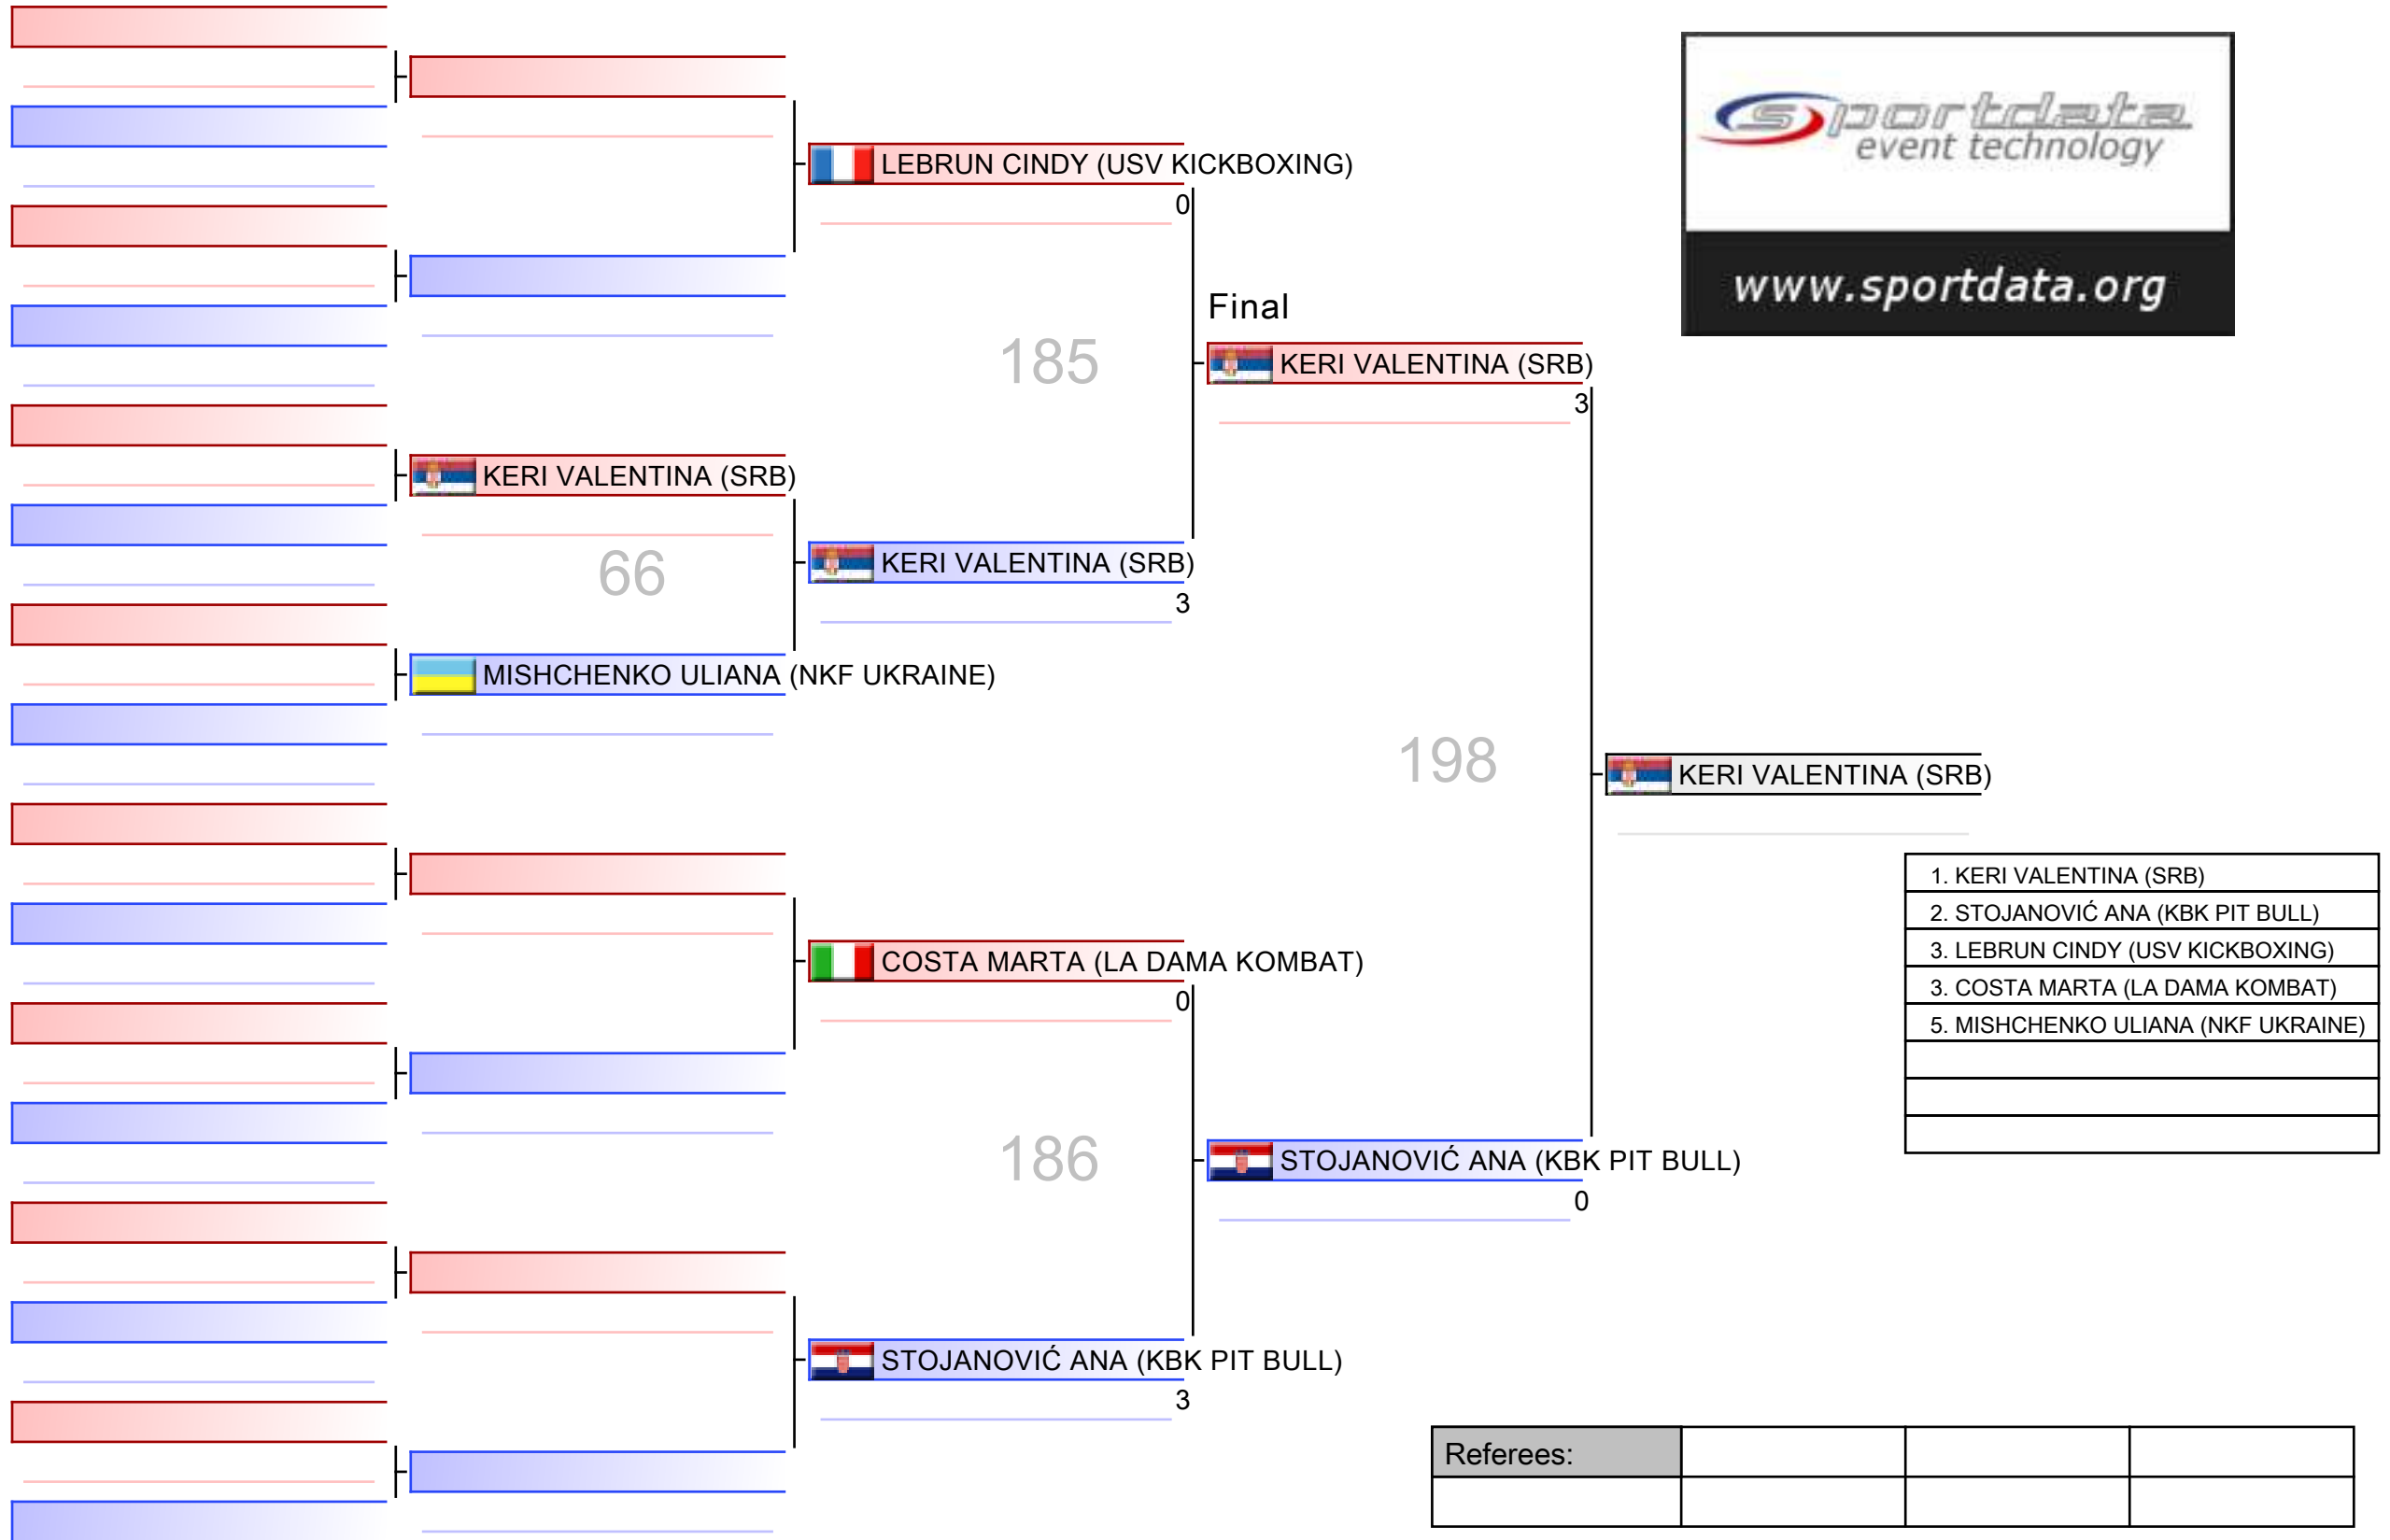 sportdata
event technology
www.sportdata.org
LEBRUN CINDY (USV KICKBOXING)
0
185
Final
KERI VALENTINA (SRB)
3
KERI VALENTINA (SRB)
66
KERI VALENTINA (SRB)
3
MISHCHENKO ULIANA (NKF UKRAINE)
198
KERI VALENTINA (SRB)
1. KERI VALENTINA (SRB)
2. STOJANOVIĆ ANA (KBK PIT BULL)
3. LEBRUN CINDY (USV KICKBOXING)
3. COSTA MARTA (LA DAMA KOMBAT)
5. MISHCHENKO ULIANA (NKF UKRAINE)
COSTA MARTA (LA DAMA KOMBAT)
0
186
STOJANOVIĆ ANA (KBK PIT BULL)
0
STOJANOVIĆ ANA (KBK PIT BULL)
3
Referees: